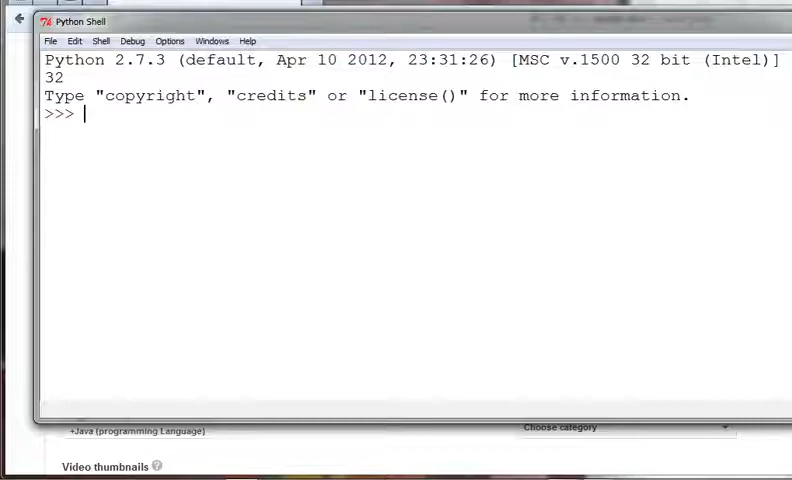 Python Shell
File Edit Shell Debug Options Windows Help
Python 2.7.3 (default, Apr 10 2012, 23:31:26) [MSC v.1500 32 bit (Intel)]
32
Type "copyright", "credits" or "license()" for more information.
>>>
+Java (programming Language)
Choose category
Video thumbnails ?